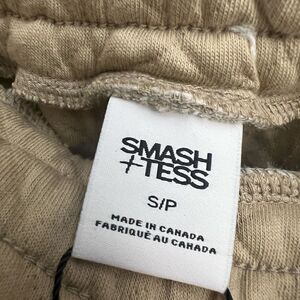 SMASH
+TESS
S/P
MADE IN CANADA
FABRIQUÉ AU CANADA